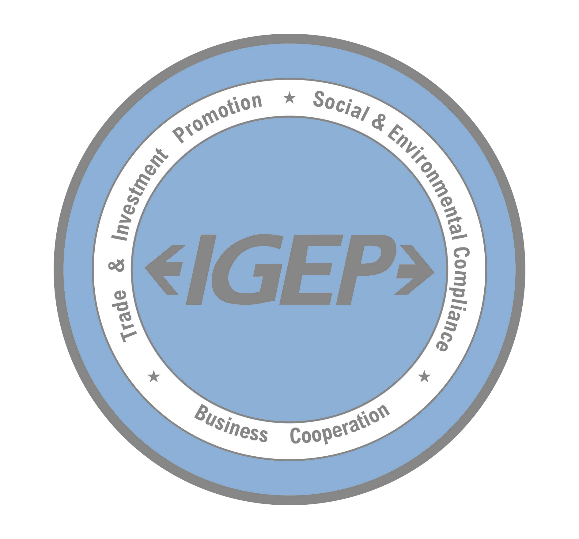 Trade & Investment Promotion ★ Social & Environmental Compliance ★
Business Cooperation ★
IGEP